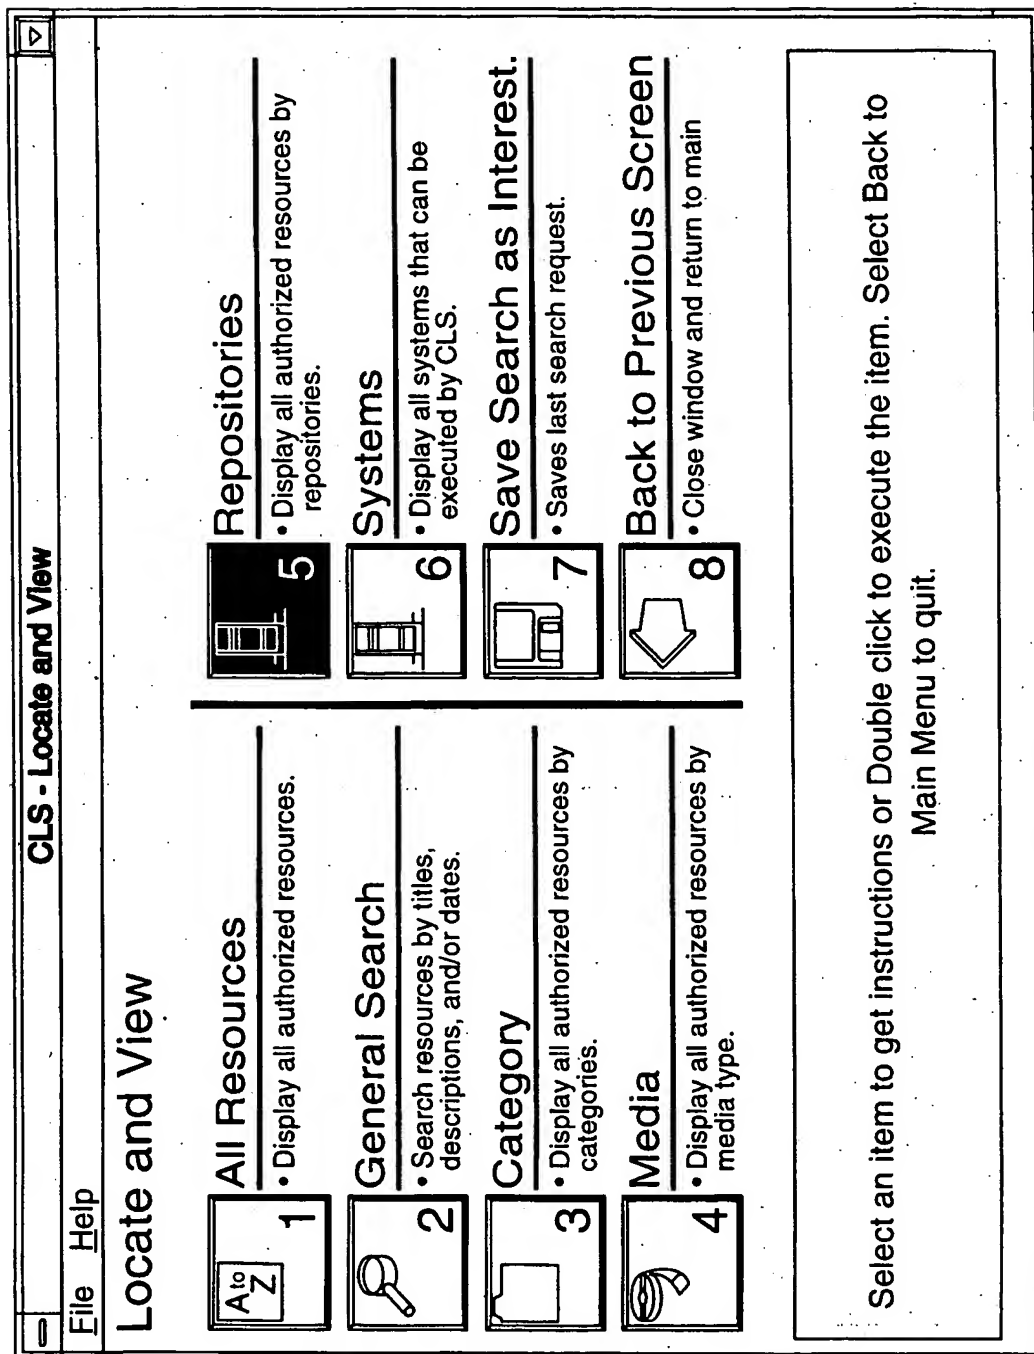 CLS - Locate and View
File Help
Locate and View
A to
Z
1
All Resources
• Display all authorized resources.
2
General Search
• Search resources by titles,
descriptions, and/or dates.
3
Category
• Display all authorized resources by
categories.
4
Media
• Display all authorized resources by
media type.
5
Repositories
• Display all authorized resources by
repositories.
6
Systems
• Display all systems that can be
executed by CLS.
7
Save Search as Interest.
• Saves last search request.
8
Back to Previous Screen
• Close window and return to main
Select an item to get instructions or Double click to execute the item. Select Back to
Main Menu to quit.